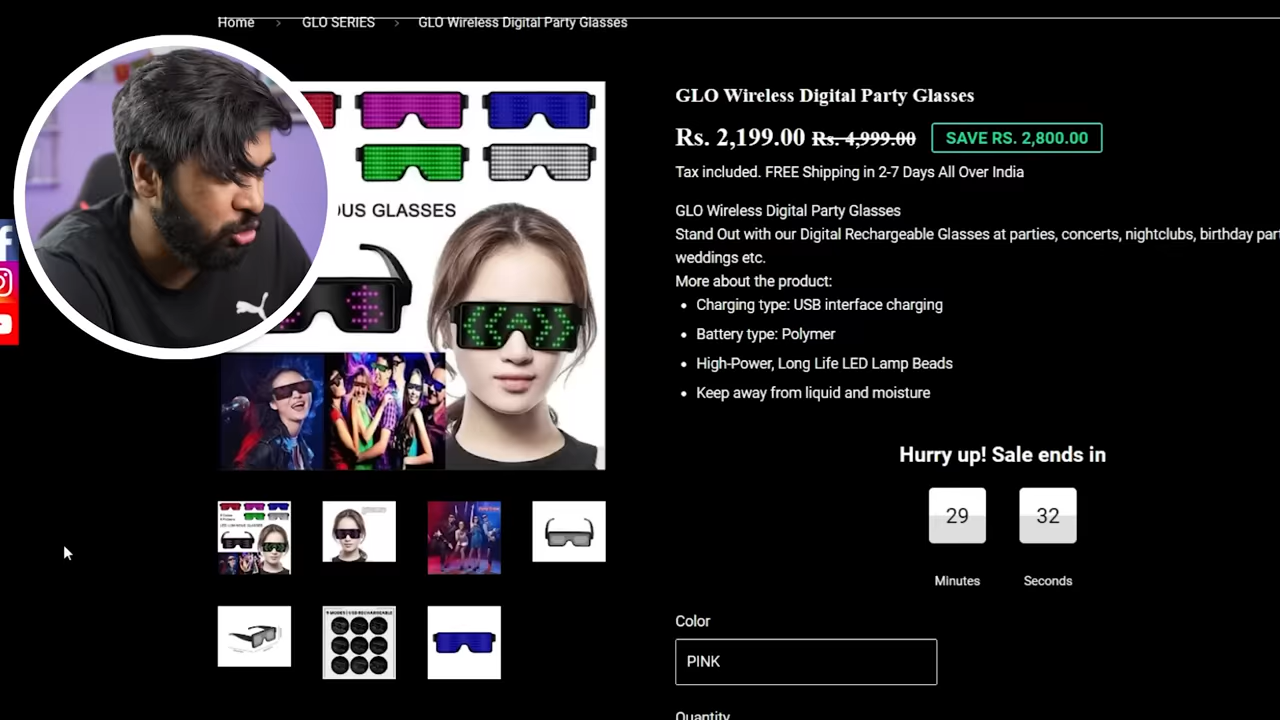 Home > GLO SERIES > GLO Wireless Digital Party Glasses
GLO Wireless Digital Party Glasses
Rs. 2,199.00 Rs. 4,999.00 SAVE RS. 2,800.00
Tax included. FREE Shipping in 2-7 Days All Over India
GLO Wireless Digital Party Glasses
Stand Out with our Digital Rechargeable Glasses at parties, concerts, nightclubs, birthday part
weddings etc.
More about the product:
• Charging type: USB interface charging
• Battery type: Polymer
• High-Power, Long Life LED Lamp Beads
• Keep away from liquid and moisture
Hurry up! Sale ends in
29 32
Minutes Seconds
Color
PINK
Quantity
OUS GLASSES